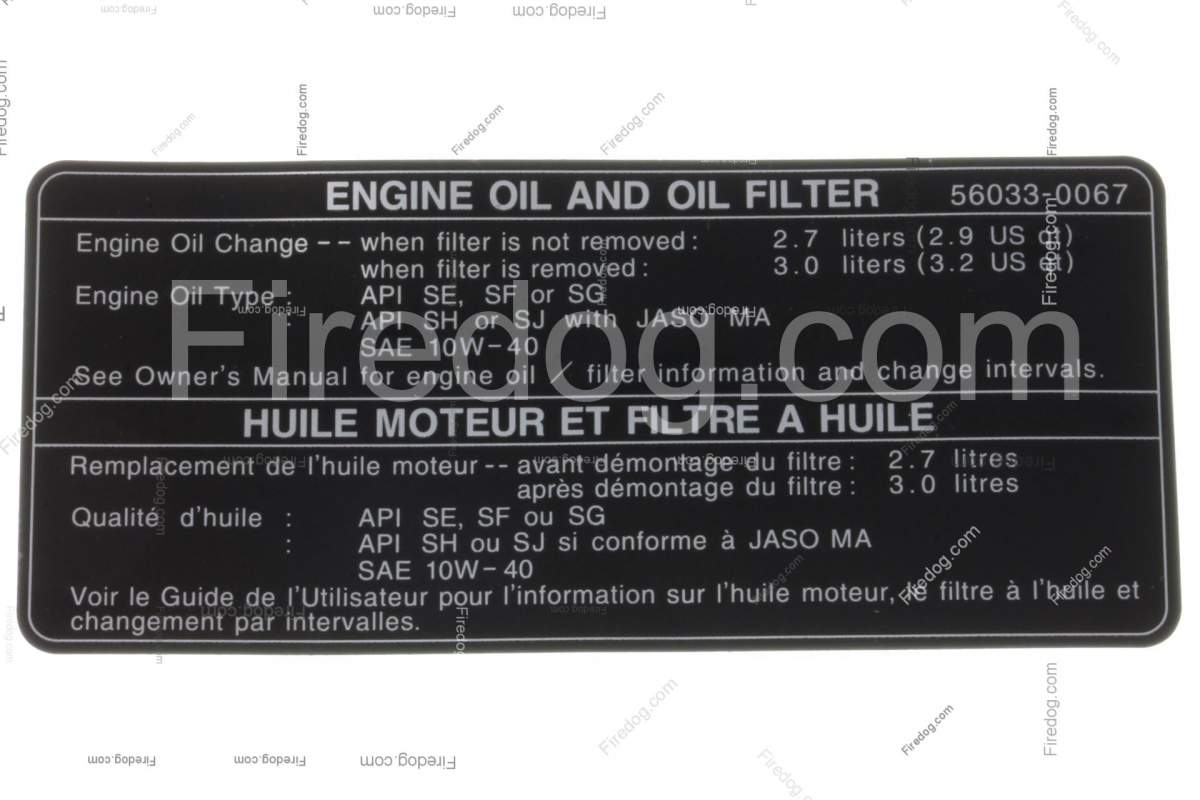 ENGINE OIL AND OIL FILTER 56033-0067
Engine Oil Change -- when filter is not removed: 2.7 liters (2.9 US qt)
when filter is removed: 3.0 liters (3.2 US qt)
Engine Oil Type : API SE, SF or SG
: API SH or SJ with JASO MA
SAE 10W-40
See Owner's Manual for engine oil / filter information and change intervals.
HUILE MOTEUR ET FILTRE A HUILE
Remplacement de l'huile moteur -- avant démontage du filtre: 2.7 litres
après démontage du filtre: 3.0 litres
Qualité d'huile : API SE, SF ou SG
: API SH ou SJ si conforme à JASO MA
SAE 10W-40
Voir le Guide de l'Utilisateur pour l'information sur l'huile moteur, le filtre à l'huile et
changement par intervalles.
Firedog.com